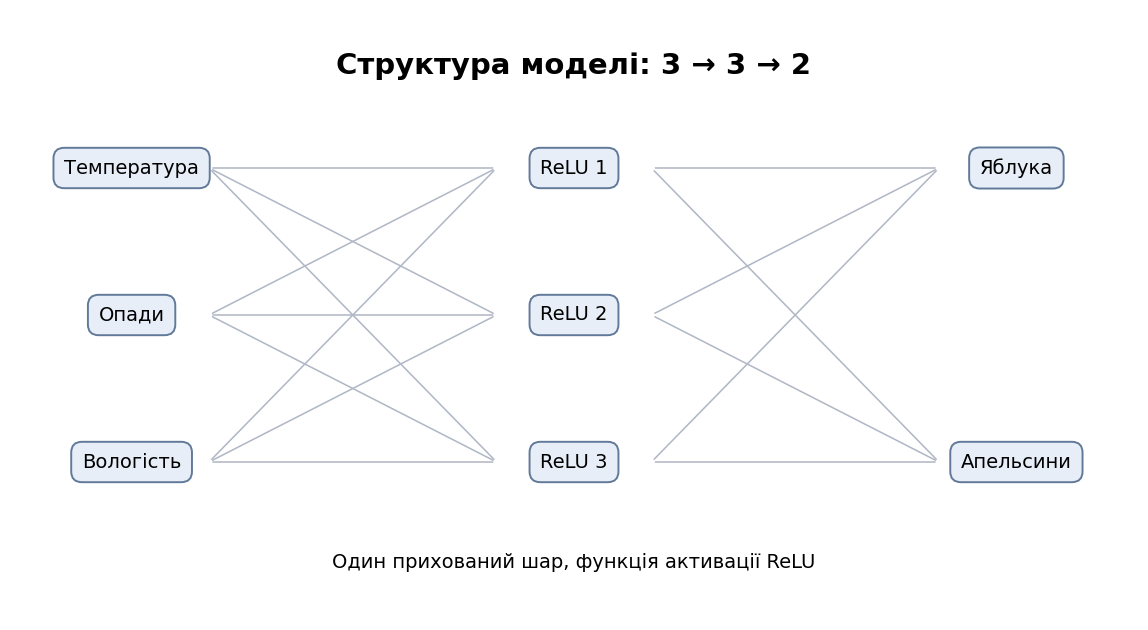 Структура моделі: 3 → 3 → 2
Температура
ReLU 1
Яблука
Опади
ReLU 2
Вологість
ReLU 3
Апельсини
Один прихований шар, функція активації ReLU